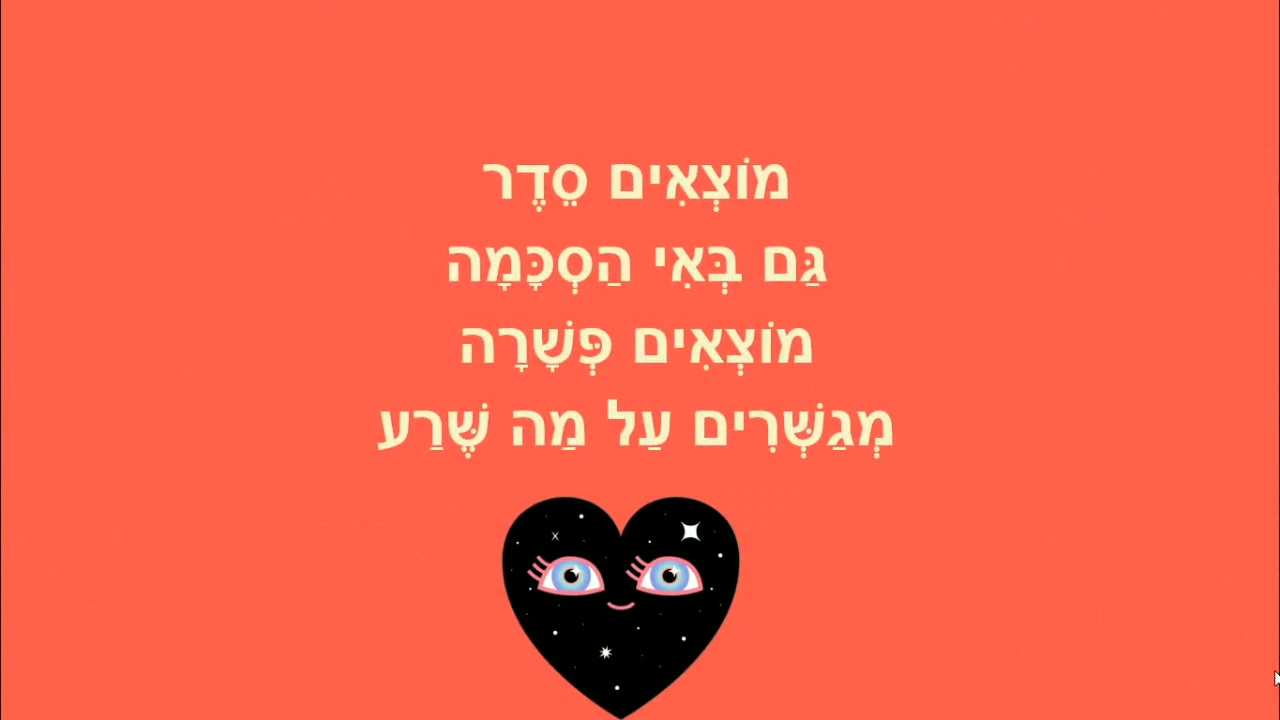 מוֹצְאִים סֵדֶר
גַּם בְּאִי הַסְכָּמָה
מוֹצְאִים פְּשָׁרָה
מְגַשְּׁרִים עַל מַה שֶּׁרַע